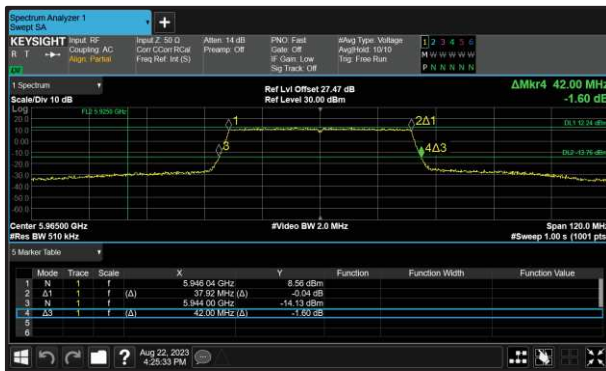 Spectrum Analyzer 1
Swept SA
KEYSIGHT
R T
Input: RF
Coupling: AC
Align: Partial
Input Z: 50 Ω
Corr CCorr RCal
Freq Ref: Int (S)
Atten: 14 dB
Preamp: Off
PNO: Fast
Gate: Off
IF Gain: Low
Sig Track: Off
#Avg Type: Voltage
Avg|Hold: 10/10
Trig: Free Run
1 2 3 4 5 6
M W W W W W
P N N N N N
1 Spectrum
Scale/Div 10 dB
Ref Lvl Offset 27.47 dB
Ref Level 30.00 dBm
ΔMkr4 42.00 MHz
-1.60 dB
Log
20.0
10.0
0.00
-10.0
-20.0
-30.0
-40.0
-50.0
-60.0
1
2Δ1
3
4Δ3
DL1 12.24 dBm
DL2 -13.76 dBm
Center 5.96500 GHz
#Res BW 510 kHz
#Video BW 2.0 MHz
Span 120.0 MHz
#Sweep 1.00 s (1001 pts
5 Marker Table
Mode Trace Scale X Y Function Function Width Function Value
1 N 1 f 5.946 04 GHz 8.56 dBm
2 Δ1 1 f (Δ) 37.92 MHz (Δ) -0.04 dB
3 N 1 f 5.944 00 GHz -14.13 dBm
4 Δ3 1 f (Δ) 42.00 MHz (Δ) -1.60 dB
5
6
?
Aug 22, 2023
4:25:33 PM